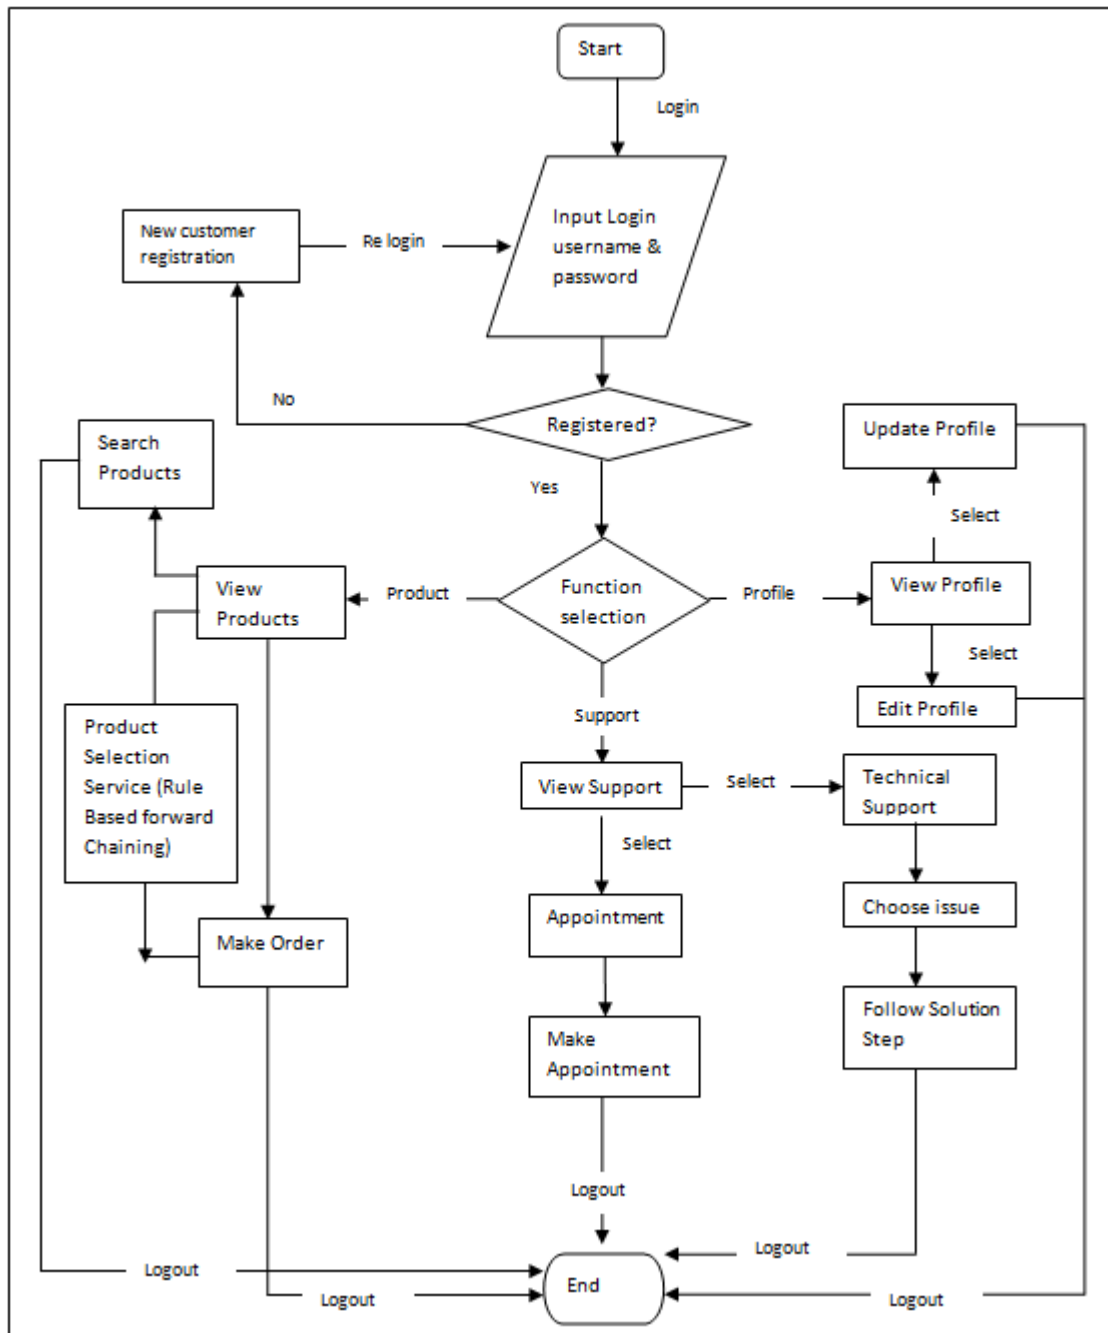 Start
Login
Input Login
username &
password
New customer
registration
Re login
No
Registered?
Update Profile
Search
Products
Yes
Select
View
Products
Product
Function
selection
Profile
View Profile
Select
Edit Profile
Support
Product
Selection
Service (Rule
Based forward
Chaining)
View Support
Select
Technical
Support
Select
Appointment
Choose issue
Make Order
Follow Solution
Step
Make
Appointment
Logout
Logout
Logout
End
Logout
Logout